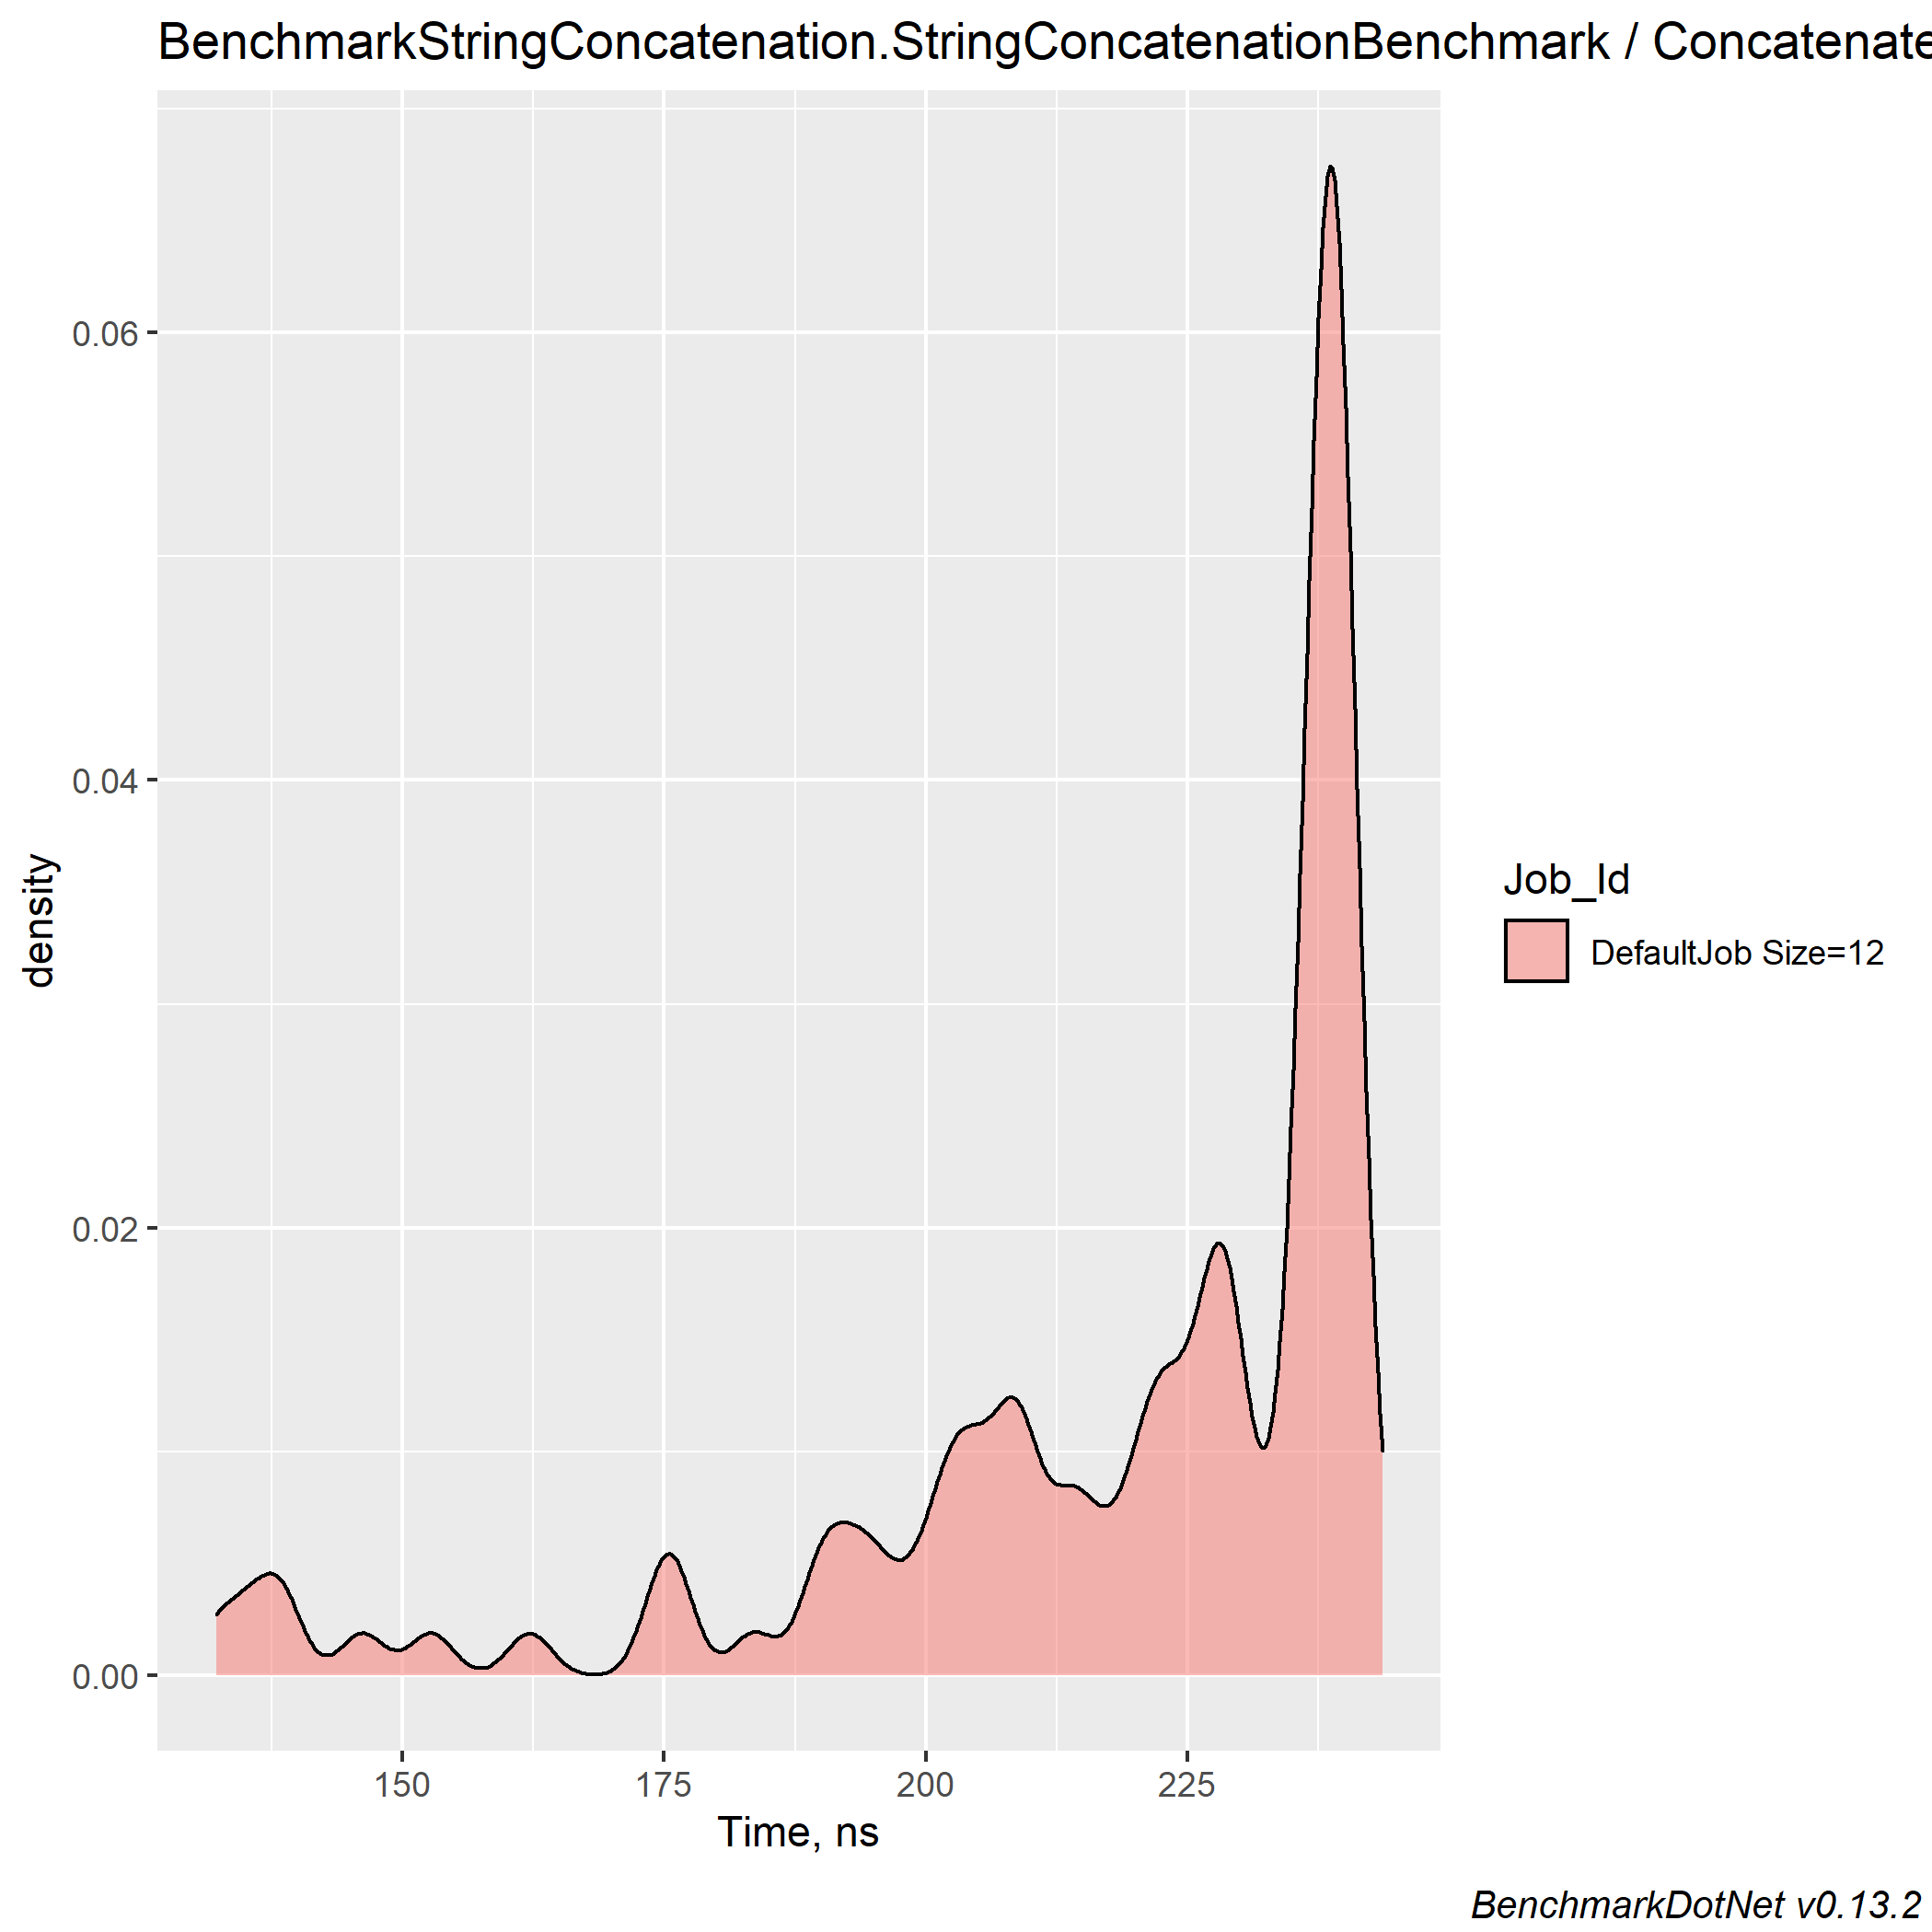 BenchmarkStringConcatenation.StringConcatenationBenchmark / Concatenate
0.06
0.04
0.02
0.00
density
150 175 200 225
Time, ns
Job_Id
DefaultJob Size=12
BenchmarkDotNet v0.13.2